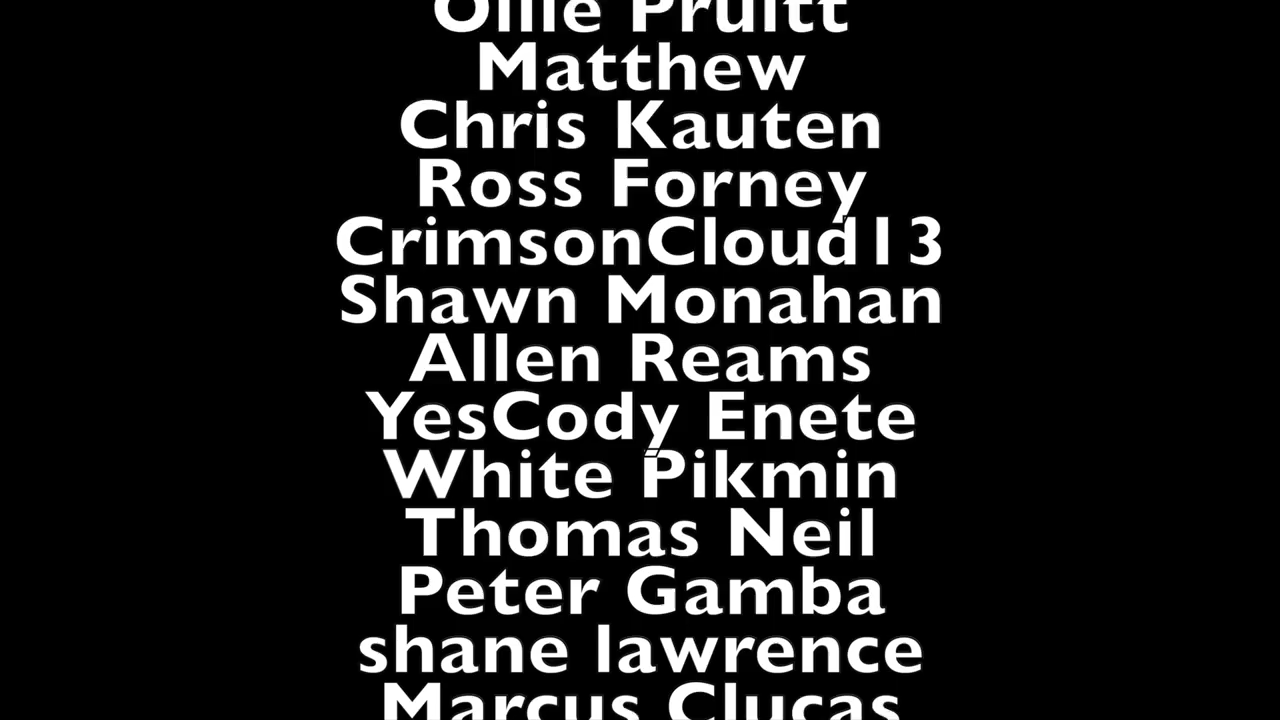 Ollie Pruitt
Matthew
Chris Kauten
Ross Forney
CrimsonCloud13
Shawn Monahan
Allen Reams
YesCody Enete
White Pikmin
Thomas Neil
Peter Gamba
shane lawrence
Marcus Clucas